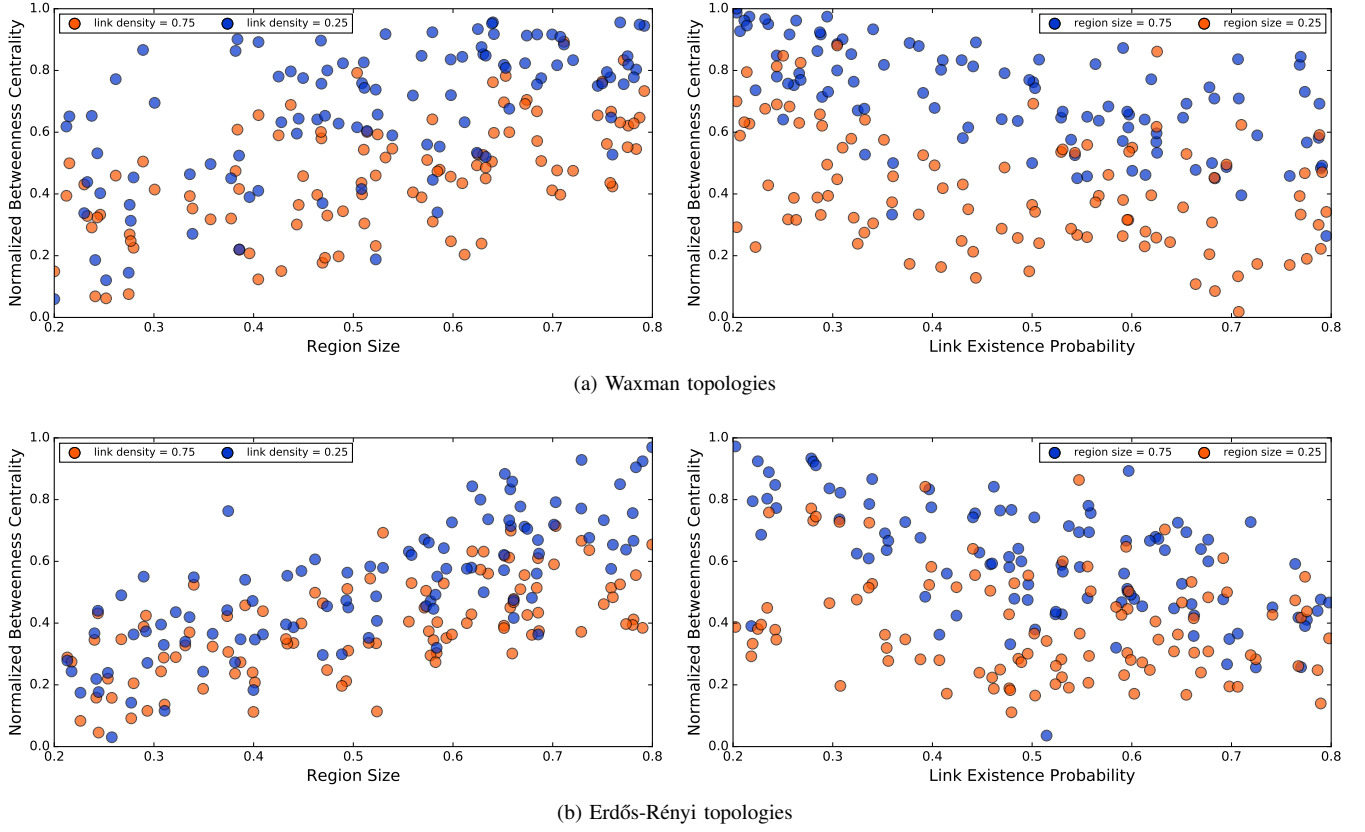 link density = 0.75 link density = 0.25
1.0
0.8
0.6
0.4
0.2
0.0
Normalized Betweenness Centrality
0.2 0.3 0.4 0.5 0.6 0.7 0.8
Region Size
region size = 0.75 region size = 0.25
1.0
0.8
0.6
0.4
0.2
0.0
Normalized Betweenness Centrality
0.2 0.3 0.4 0.5 0.6 0.7 0.8
Link Existence Probability
(a) Waxman topologies
link density = 0.75 link density = 0.25
1.0
0.8
0.6
0.4
0.2
0.0
Normalized Betweenness Centrality
0.2 0.3 0.4 0.5 0.6 0.7 0.8
Region Size
region size = 0.75 region size = 0.25
1.0
0.8
0.6
0.4
0.2
0.0
Normalized Betweenness Centrality
0.2 0.3 0.4 0.5 0.6 0.7 0.8
Link Existence Probability
(b) Erdős-Rényi topologies